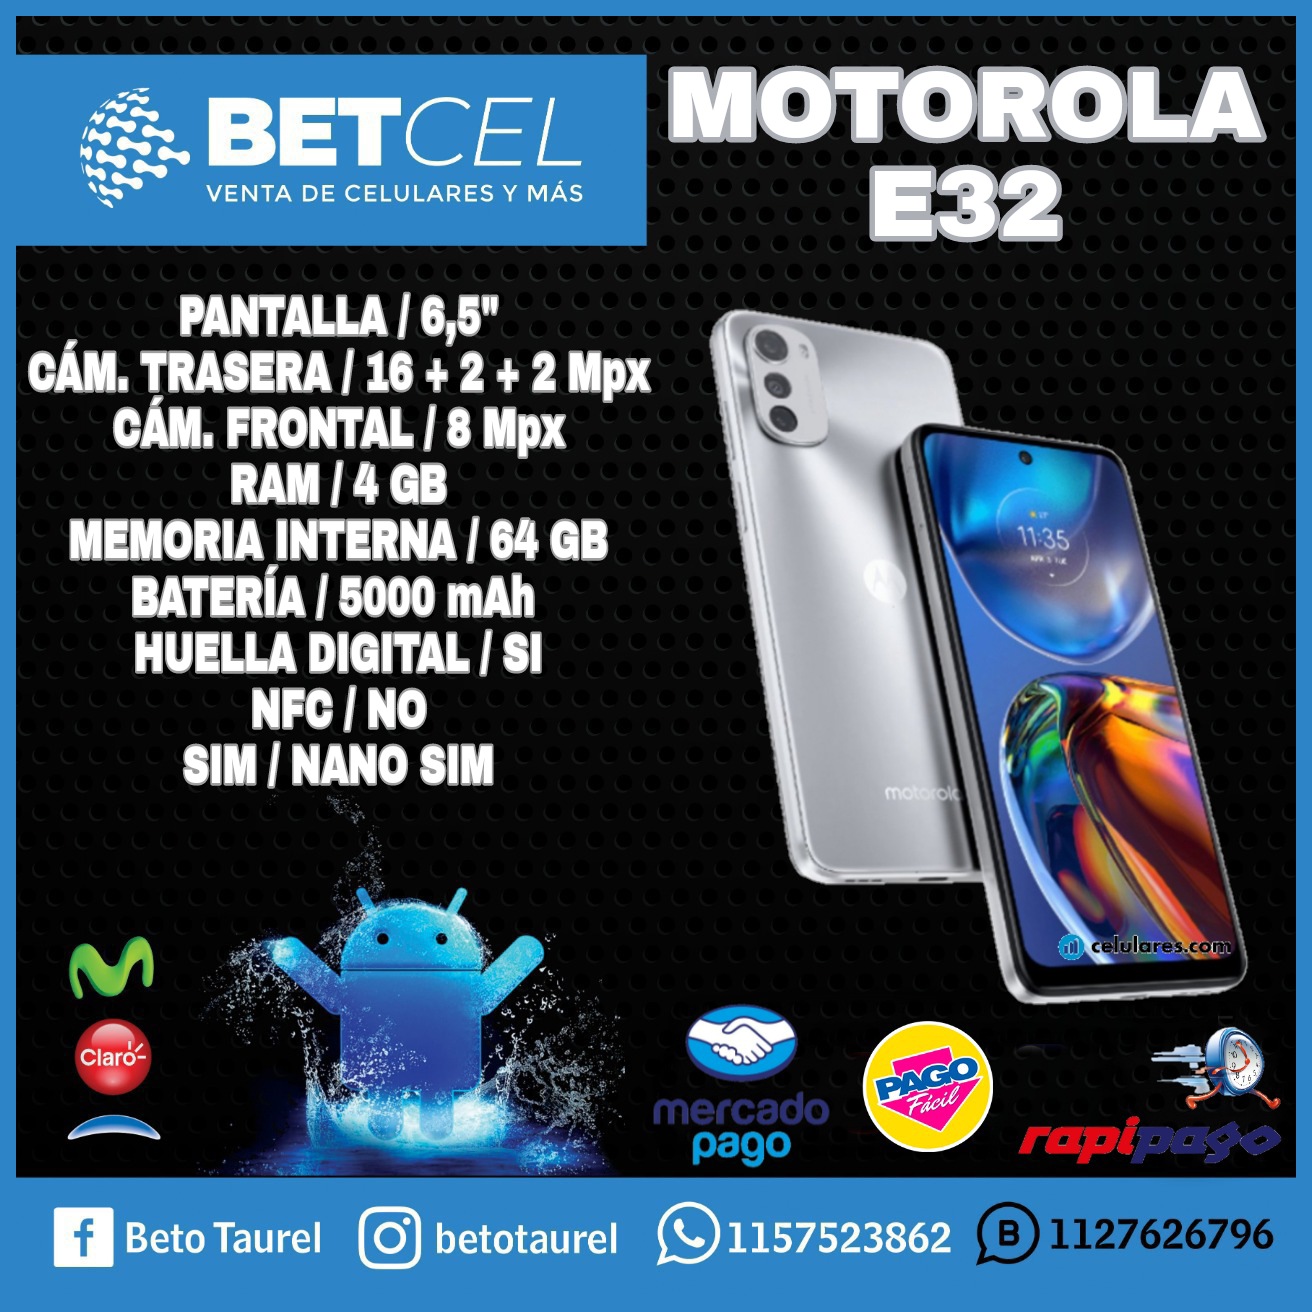 BETCEL
VENTA DE CELULARES Y MÁS
MOTOROLA
E32
PANTALLA / 6,5"
CÁM. TRASERA / 16 + 2 + 2 Mpx
CÁM. FRONTAL / 8 Mpx
RAM / 4 GB
MEMORIA INTERNA / 64 GB
BATERÍA / 5000 mAh
HUELLA DIGITAL / SI
NFC / NO
SIM / NANO SIM
11:35
motorola
celulares.com
Claro
mercado
pago
PAGO
Fácil
rapipago
Beto Taurel
betotaurel
1157523862
B 1127626796